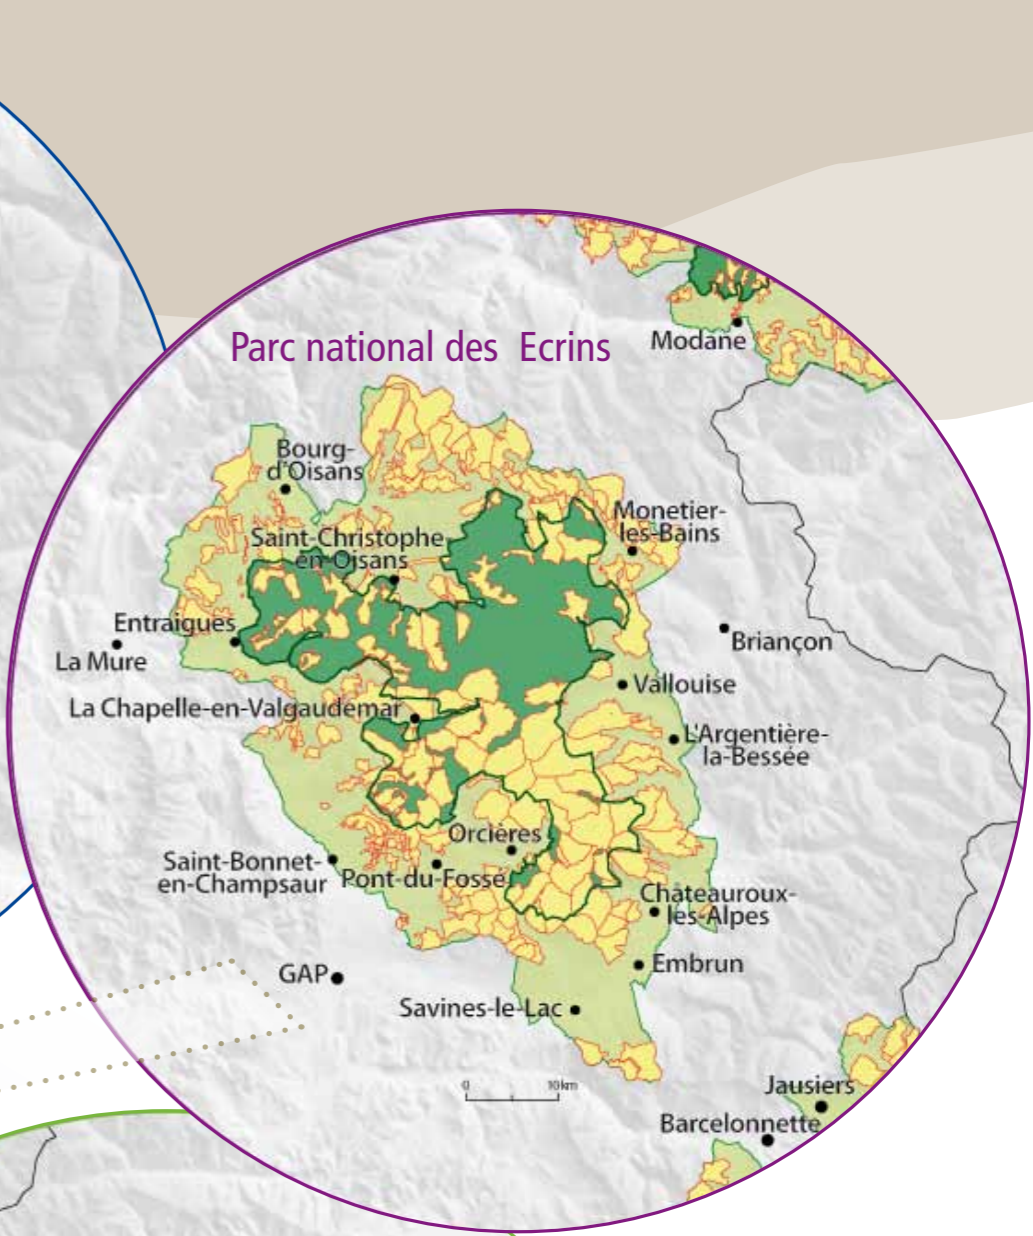 Parc national des Ecrins
Modane
Bourg-
d'Oisans
Monetier-
les-Bains
Saint-Christophe
en-Oisans
Entraigues
Briançon
La Mure
Vallouise
La Chapelle-en-Valgaudemar
L'Argentière-
la-Bessée
Orcières
Saint-Bonnet-
en-Champsaur
Pont-du-Fossé
Châteauroux-
les-Alpes
GAP
Embrun
Savines-le-Lac
0 10km
Jausiers
Barcelonnette